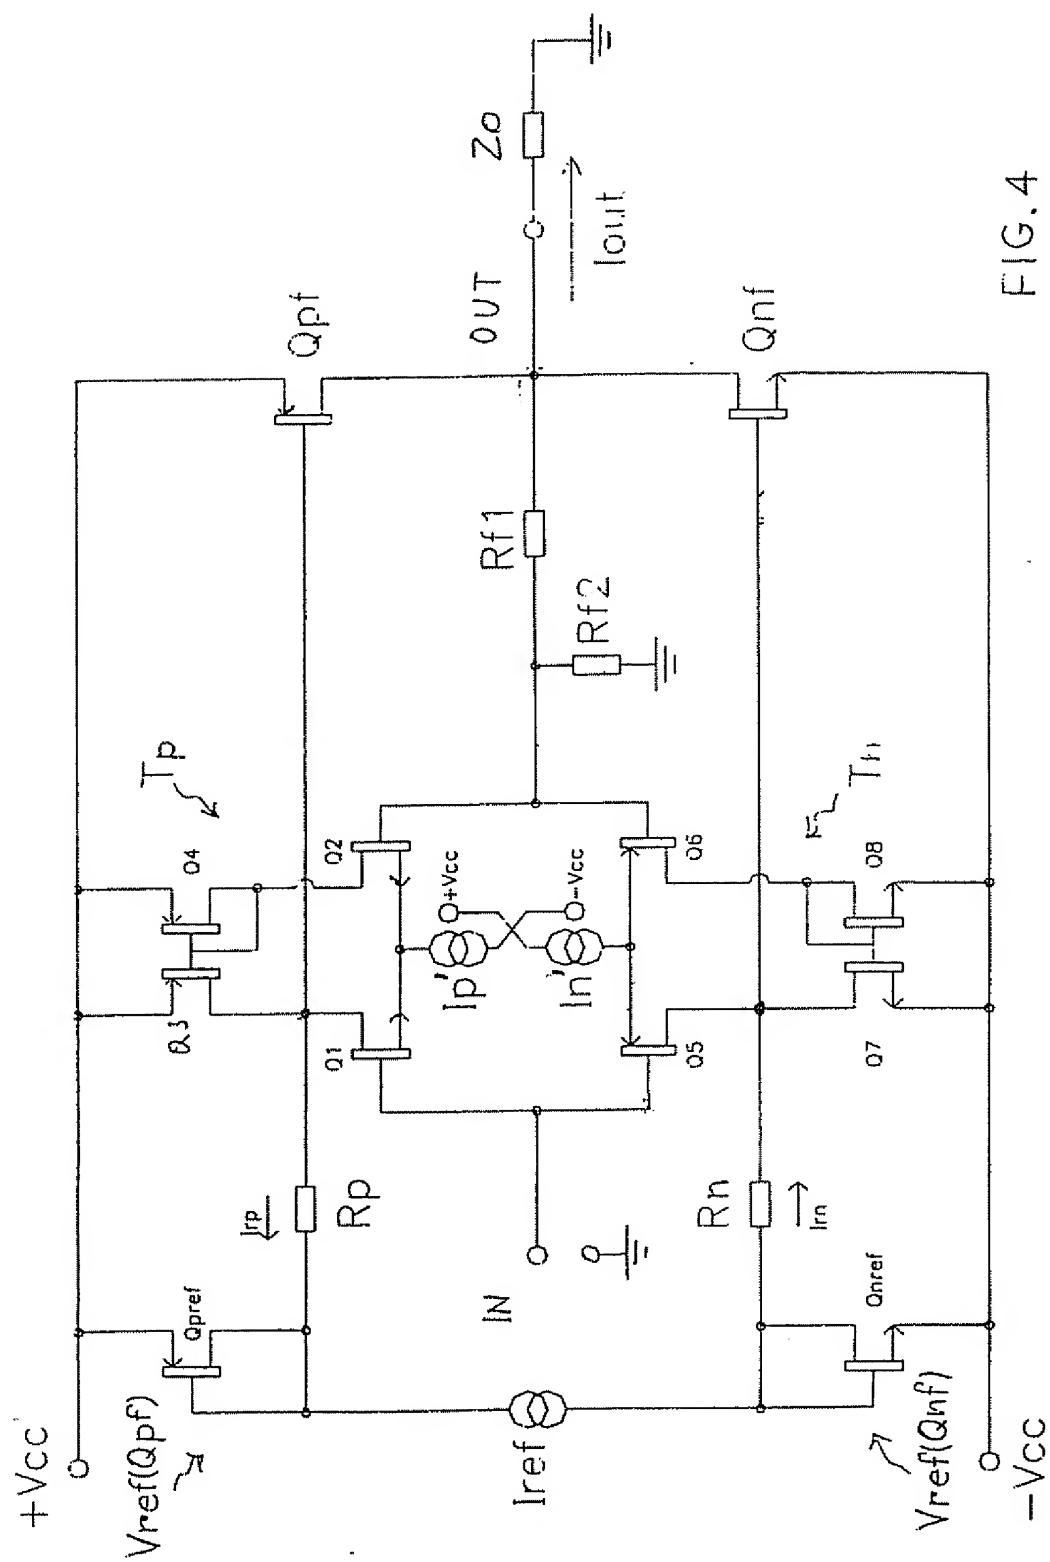 +Vcc
Vref(Qpf)
Qpref
Irp
Rp
Q3
Q4
Tp
Q1
Q2
Qpf
Iref
IN
Ip'
In'
+Vcc
-Vcc
Rf2
Rf1
OUT
Zo
Iout
Q5
Q6
Rn
Irn
Qnref
Vref(Qnf)
Q7
Q8
Tn
Qnf
-Vcc
FIG. 4